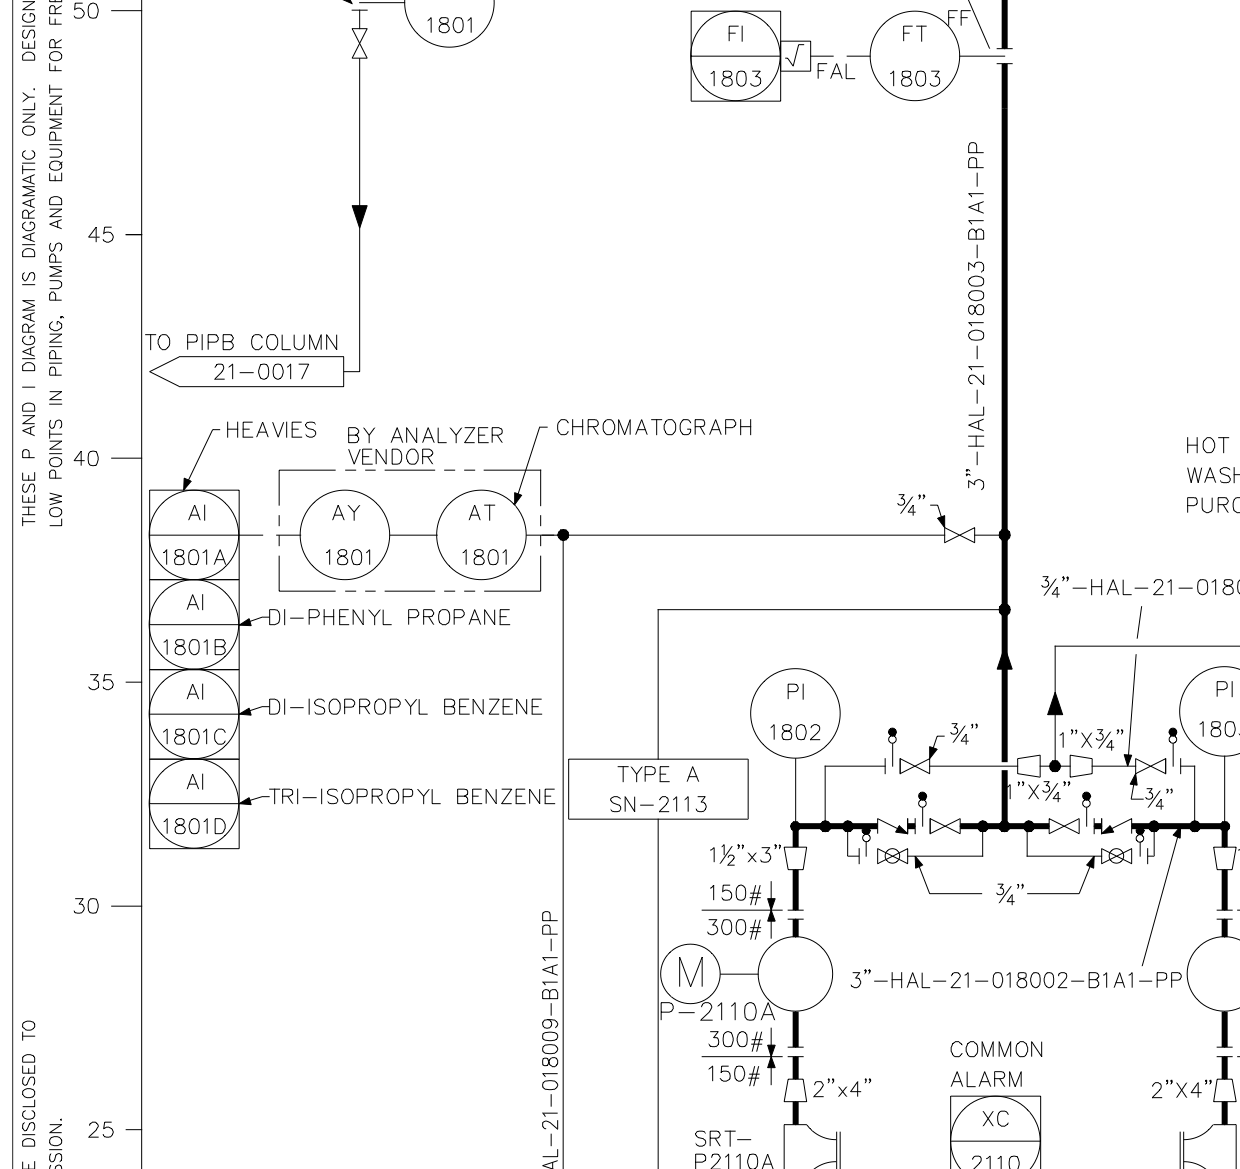 50
45
40
35
30
25
THESE P AND I DIAGRAM IS DIAGRAMATIC ONLY. DESIGN
LOW POINTS IN PIPING, PUMPS AND EQUIPMENT FOR FRE
E DISCLOSED TO
SSION.
1801
FI
1803
√
FAL
FT
1803
FF
3"-HAL-21-018003-B1A1-PP
TO PIPB COLUMN
21-0017
HEAVIES
BY ANALYZER
VENDOR
CHROMATOGRAPH
AI
1801A
AY
1801
AT
1801
3/4"
HOT
WASH
PURG
AI
1801B
DI-PHENYL PROPANE
3/4"-HAL-21-0180
AI
1801C
DI-ISOPROPYL BENZENE
PI
1802
PI
180
3/4"
1"X3/4"
1"X3/4"
3/4"
AI
1801D
TRI-ISOPROPYL BENZENE
TYPE A
SN-2113
1½"x3"
3/4"
150#
300#
M
P-2110A
3"-HAL-21-018002-B1A1-PP
300#
150#
2"x4"
2"X4"
AL-21-018009-B1A1-PP
COMMON
ALARM
XC
2110
SRT-
P2110A